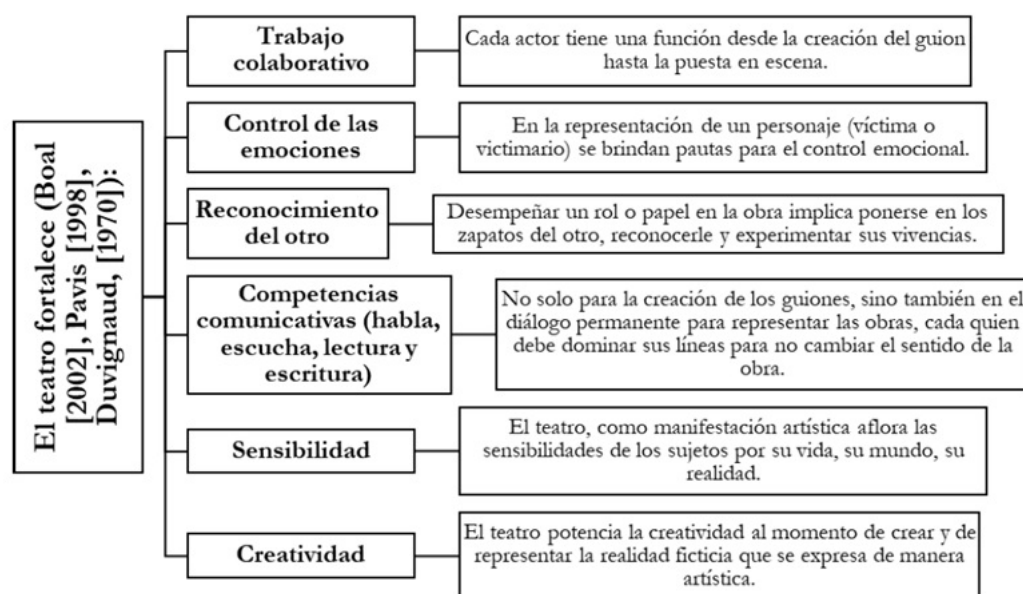 El teatro fortalece (Boal
[2002], Pavis [1998],
Duvignaud, [1970]):
Trabajo
colaborativo
Cada actor tiene una función desde la creación del guion
hasta la puesta en escena.
Control de las
emociones
En la representación de un personaje (víctima o
victimario) se brindan pautas para el control emocional.
Reconocimiento
del otro
Desempeñar un rol o papel en la obra implica ponerse en los
zapatos del otro, reconocerle y experimentar sus vivencias.
Competencias
comunicativas (habla,
escucha, lectura y
escritura)
No solo para la creación de los guiones, sino también en el
diálogo permanente para representar las obras, cada quien
debe dominar sus líneas para no cambiar el sentido de la
obra.
Sensibilidad
El teatro, como manifestación artística aflora las
sensibilidades de los sujetos por su vida, su mundo, su
realidad.
Creatividad
El teatro potencia la creatividad al momento de crear y de
representar la realidad ficticia que se expresa de manera
artística.